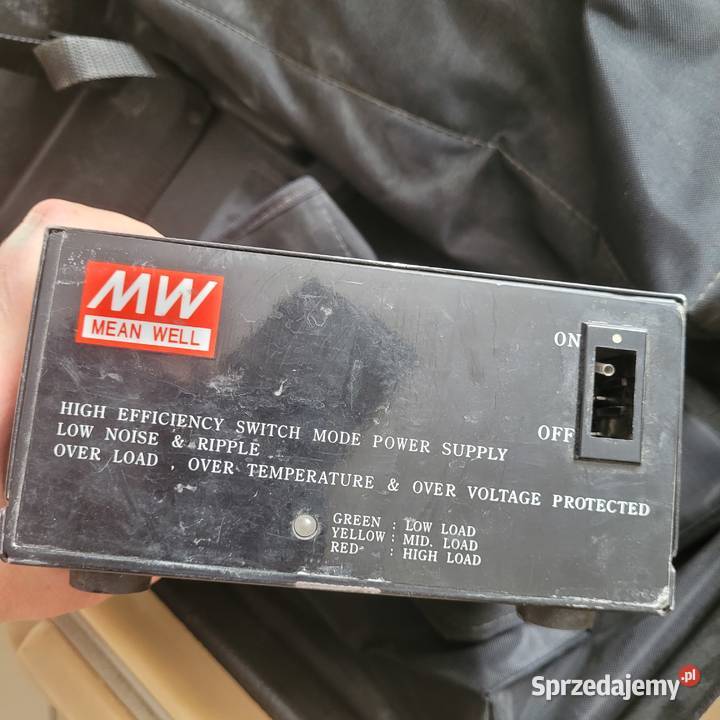 MW
MEAN WELL
ON
OFF
HIGH EFFICIENCY SWITCH MODE POWER SUPPLY
LOW NOISE & RIPPLE
OVER LOAD , OVER TEMPERATURE & OVER VOLTAGE PROTECTED
GREEN : LOW LOAD
YELLOW : MID. LOAD
RED : HIGH LOAD
Sprzedajemy.pl